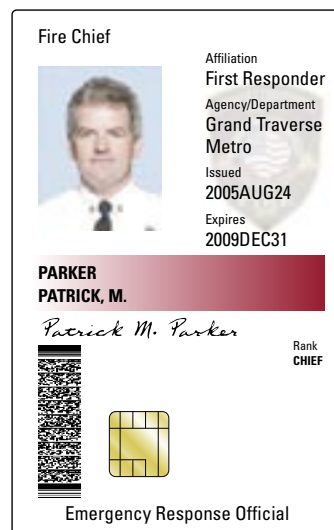 Fire Chief
Affiliation
First Responder
Agency/Department
Grand Traverse
Metro
Issued
2005AUG24
Expires
2009DEC31
PARKER
PATRICK, M.
Patrick M. Parker
Rank
CHIEF
Emergency Response Official